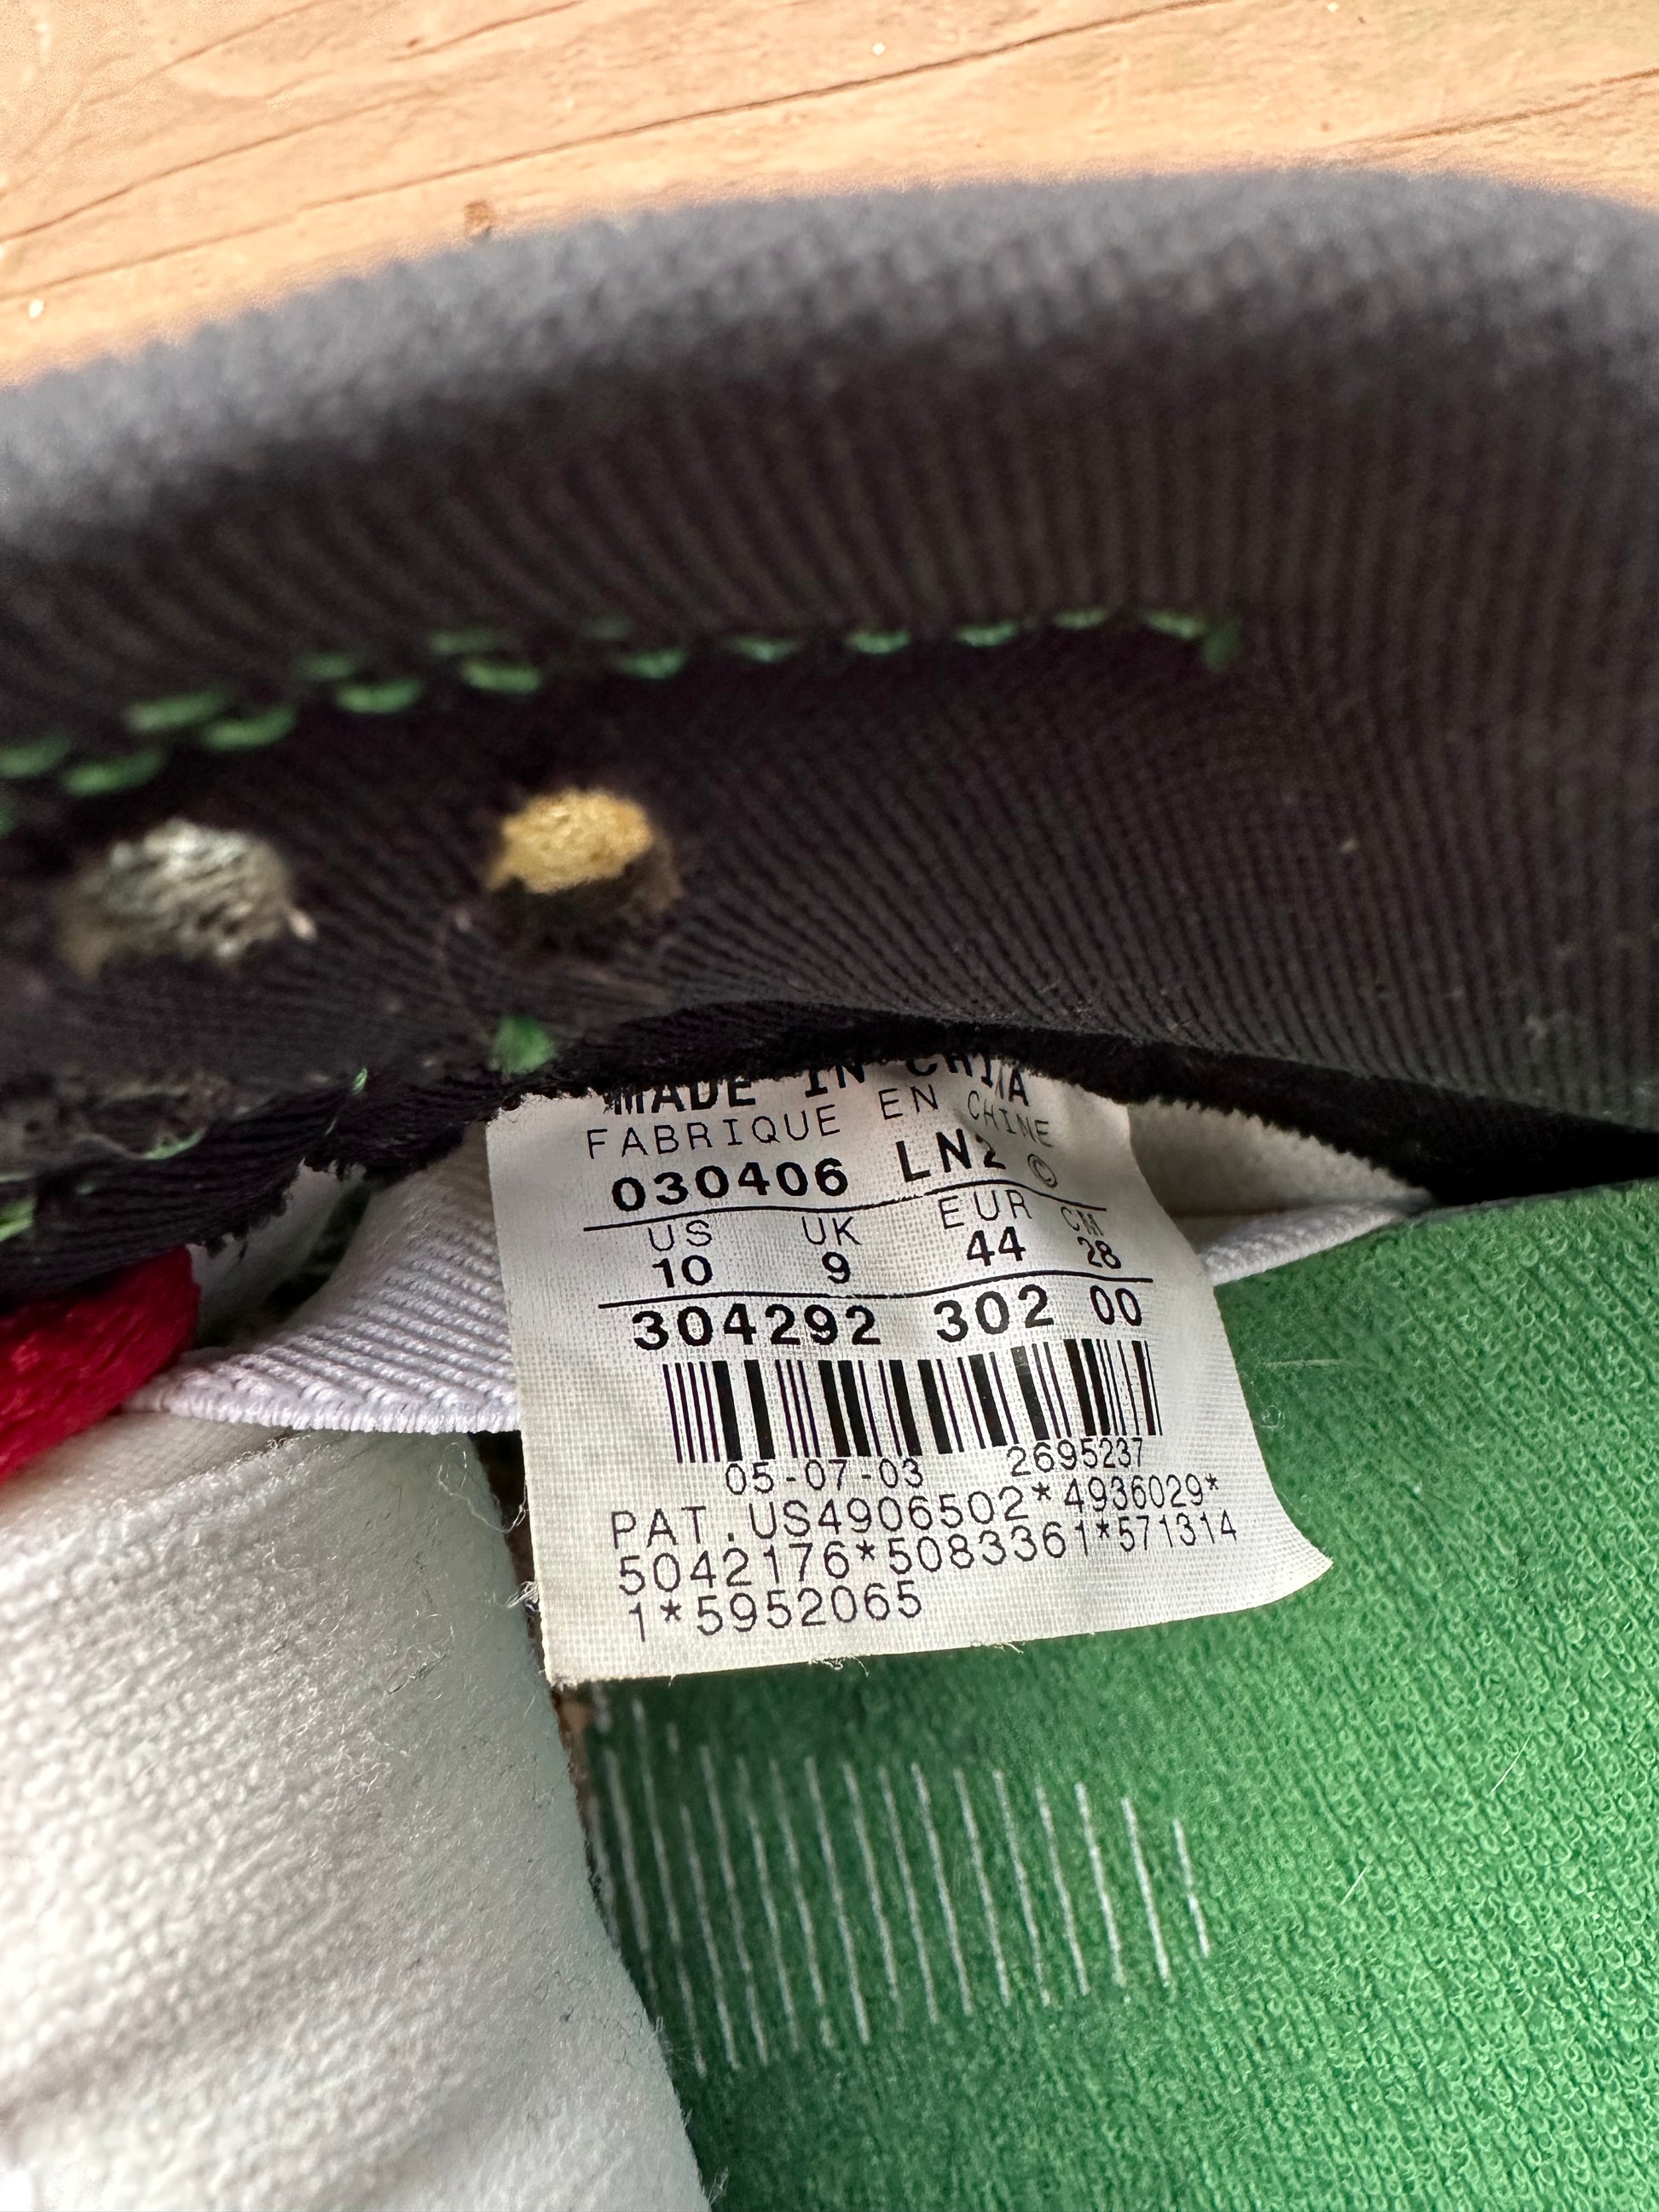 MADE IN CHINA
FABRIQUE EN CHINE
030406 LN2 ©
US UK EUR CM
10 9 44 28
304292 302 00
05-07-03 2695237
PAT.US4906502*4936029*
5042176*5083361*571314
1*5952065